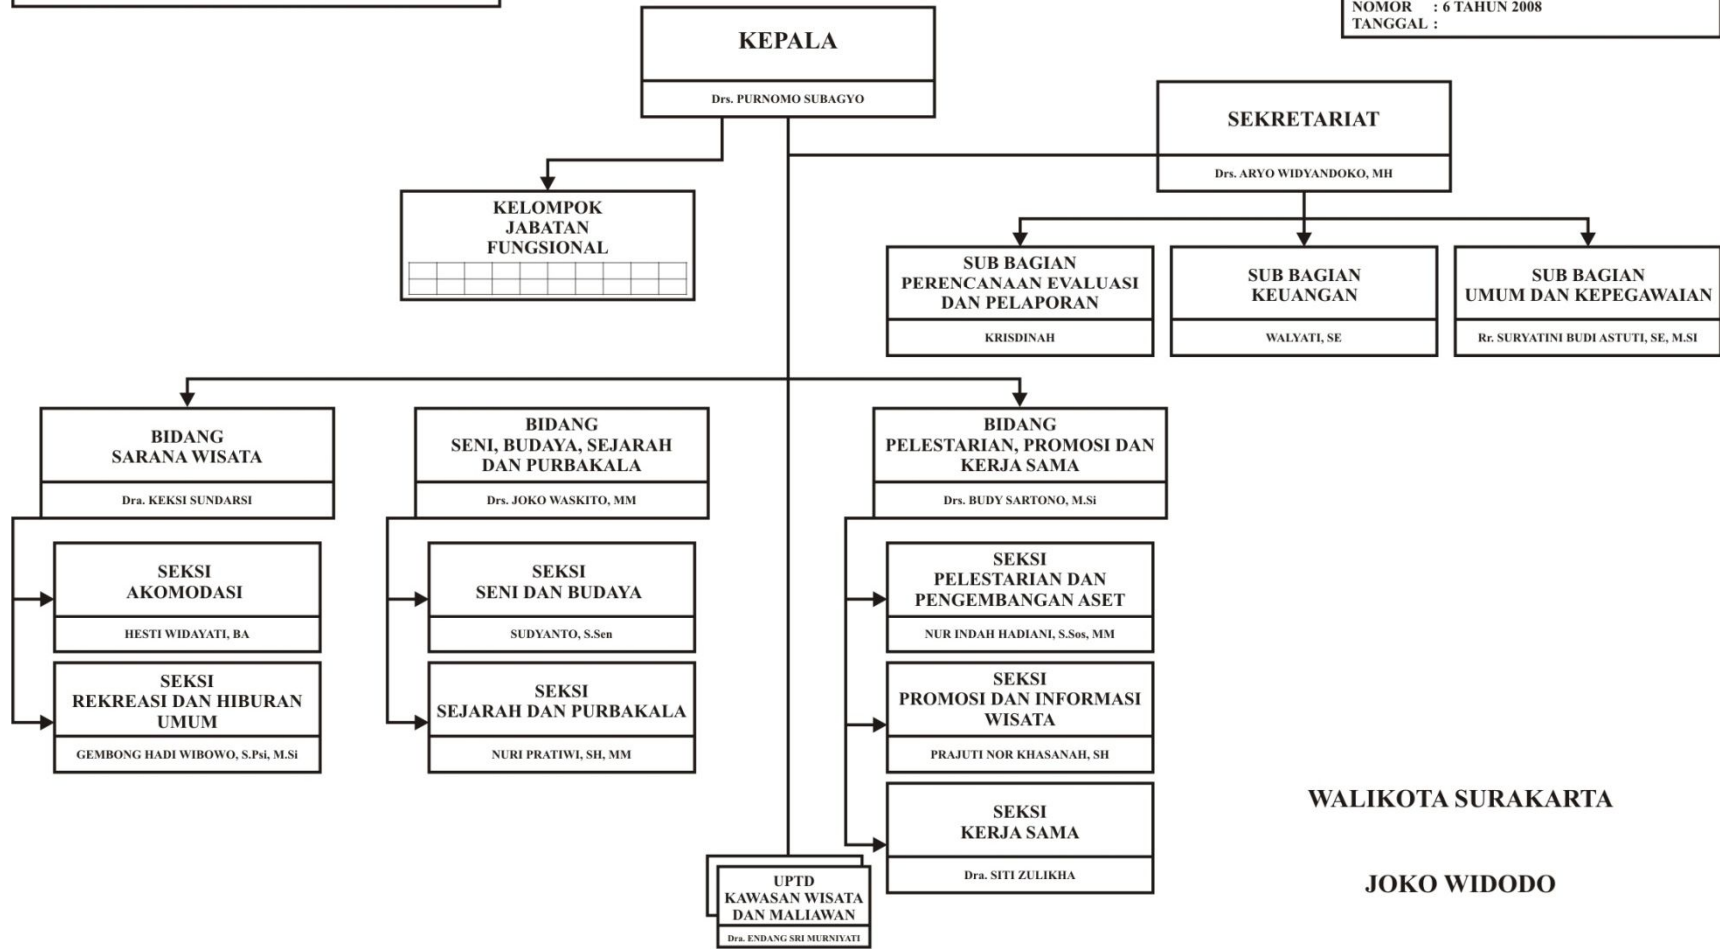 NOMOR : 6 TAHUN 2008
TANGGAL :
KEPALA
Drs. PURNOMO SUBAGYO
SEKRETARIAT
Drs. ARYO WIDYANDOKO, MH
KELOMPOK
JABATAN
FUNGSIONAL
SUB BAGIAN
PERENCANAAN EVALUASI
DAN PELAPORAN
KRISDINAH
SUB BAGIAN
KEUANGAN
WALYATI, SE
SUB BAGIAN
UMUM DAN KEPEGAWAIAN
Rr. SURYATINI BUDI ASTUTI, SE, M.SI
BIDANG
SARANA WISATA
Dra. KEKSI SUNDARSI
BIDANG
SENI, BUDAYA, SEJARAH
DAN PURBAKALA
Drs. JOKO WASKITO, MM
BIDANG
PELESTARIAN, PROMOSI DAN
KERJA SAMA
Drs. BUDY SARTONO, M.Si
SEKSI
AKOMODASI
HESTI WIDAYATI, BA
SEKSI
SENI DAN BUDAYA
SUDYANTO, S.Sen
SEKSI
PELESTARIAN DAN
PENGEMBANGAN ASET
NUR INDAH HADIANI, S.Sos, MM
SEKSI
REKREASI DAN HIBURAN
UMUM
GEMBONG HADI WIBOWO, S.Psi, M.Si
SEKSI
SEJARAH DAN PURBAKALA
NURI PRATIWI, SH, MM
SEKSI
PROMOSI DAN INFORMASI
WISATA
PRAJUTI NOR KHASANAH, SH
SEKSI
KERJA SAMA
Dra. SITI ZULIKHA
UPTD
KAWASAN WISATA
DAN MALIAWAN
Dra. ENDANG SRI MURNIYATI
WALIKOTA SURAKARTA
JOKO WIDODO